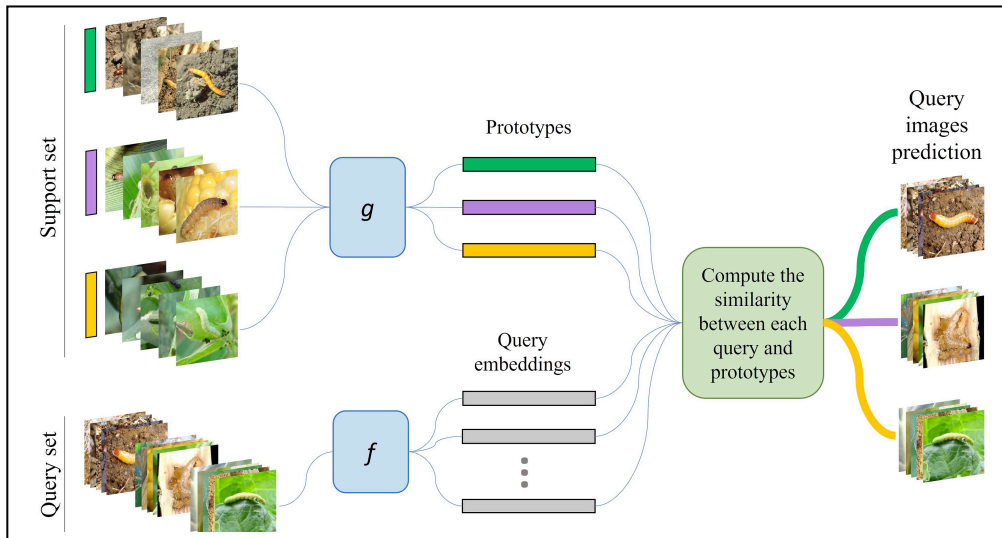 Support set
Query set
g
f
Prototypes
Query
embeddings
Compute the
similarity
between each
query and
prototypes
Query
images
prediction